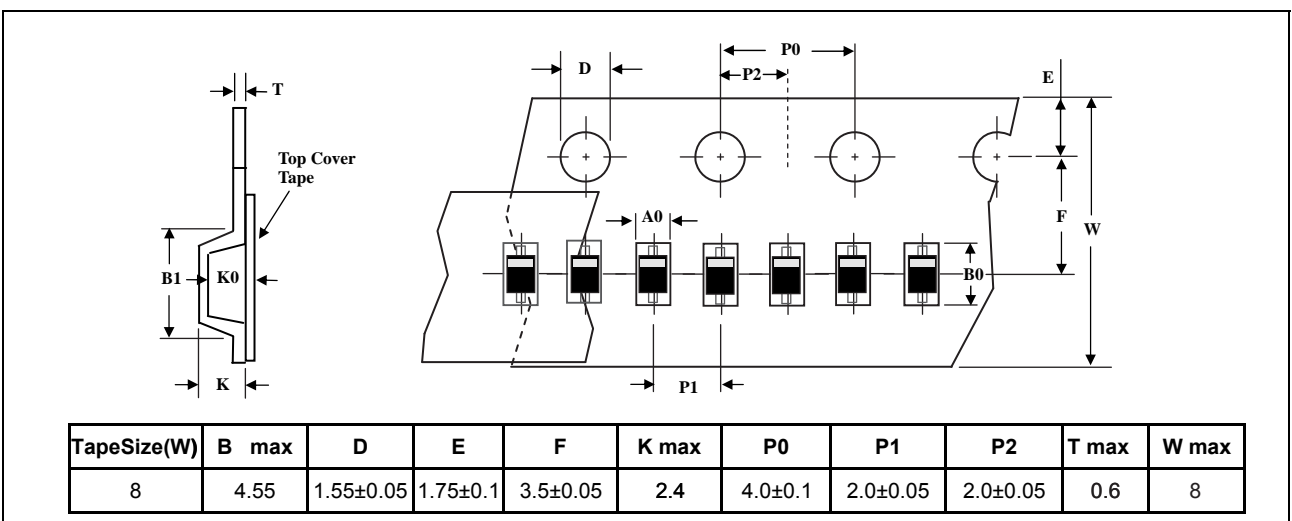 P0
D
P2
E
T
Top Cover
Tape
A0
F
W
B1
K0
B0
K
P1
TapeSize(W) B max D E F K max P0 P1 P2 T max W max
8 4.55 1.55±0.05 1.75±0.1 3.5±0.05 2.4 4.0±0.1 2.0±0.05 2.0±0.05 0.6 8